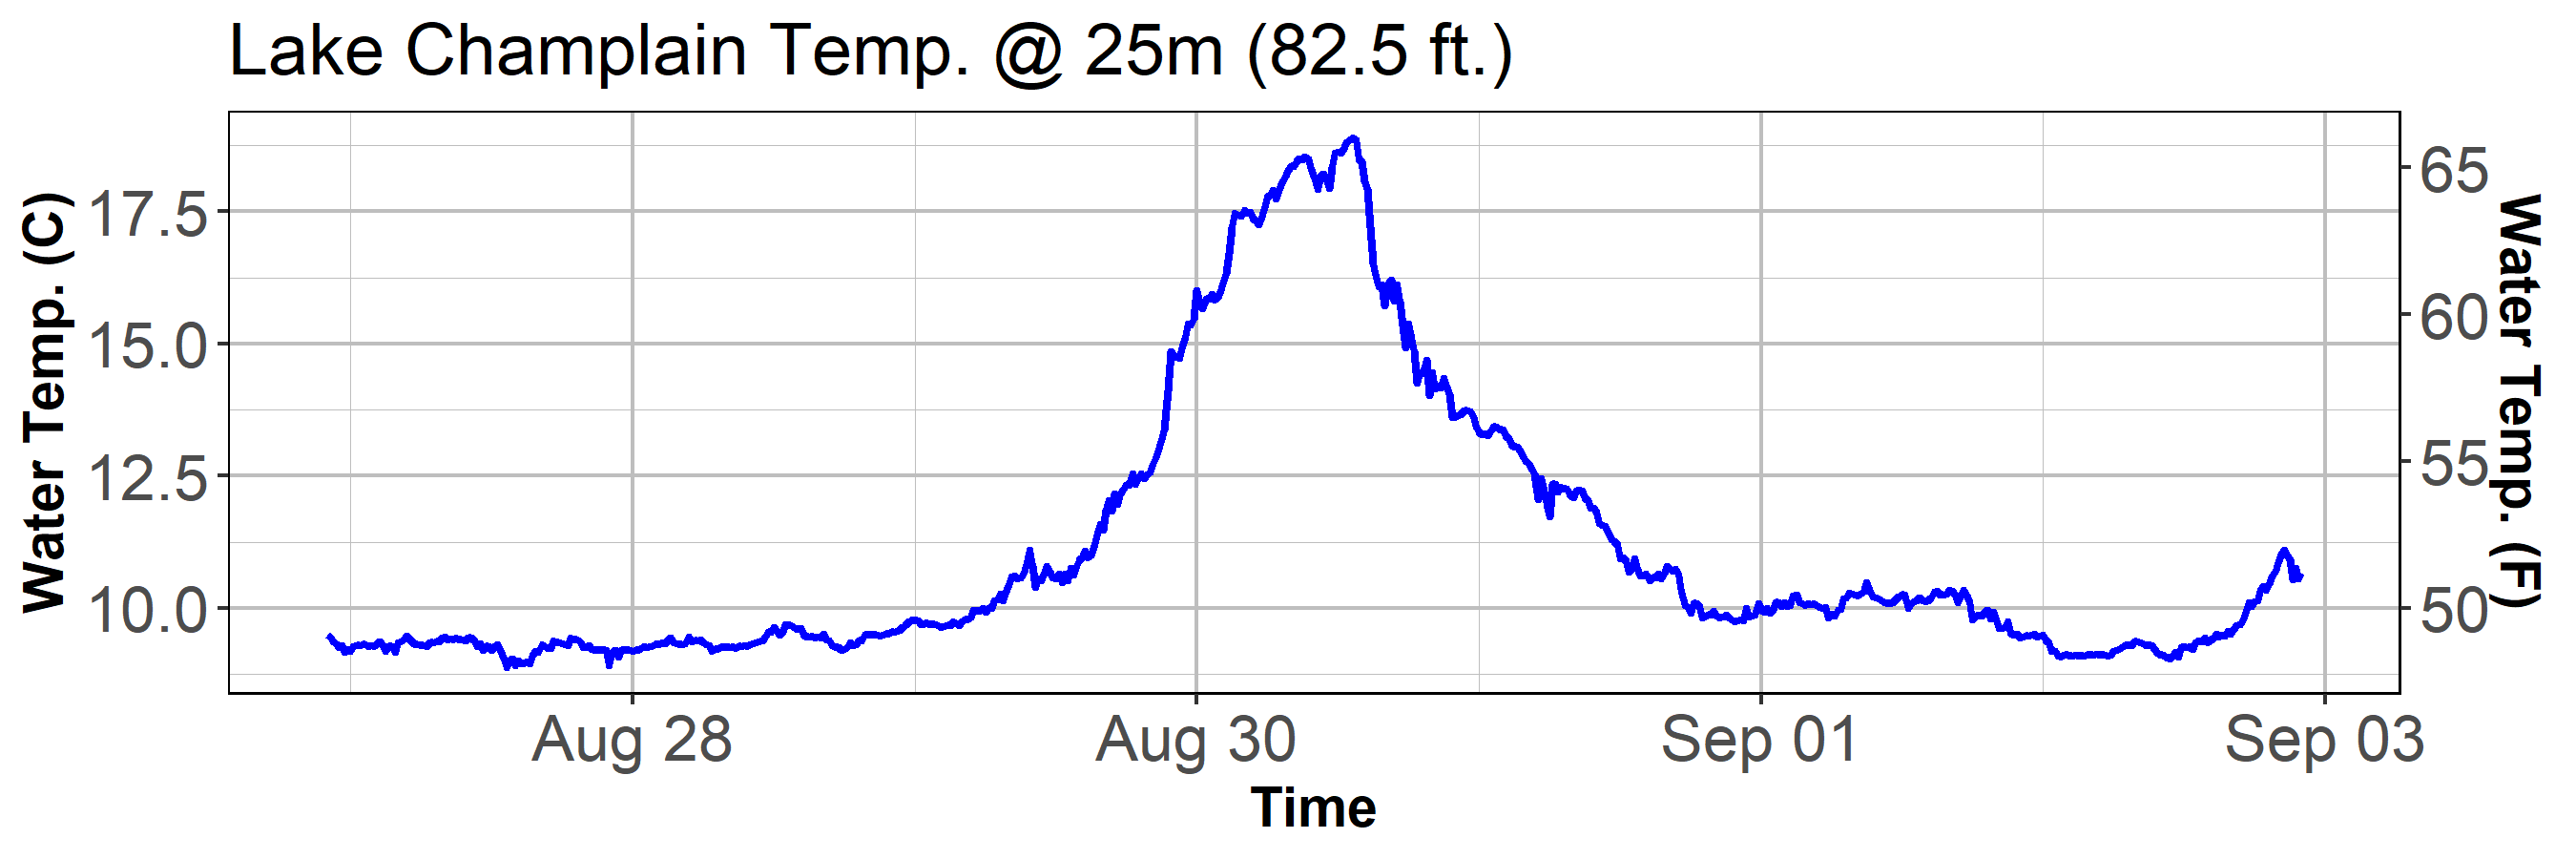 Lake Champlain Temp. @ 25m (82.5 ft.)
Water Temp. (C)
17.5
15.0
12.5
10.0
65
60
55
50
Water Temp. (F)
Aug 28
Aug 30
Sep 01
Sep 03
Time